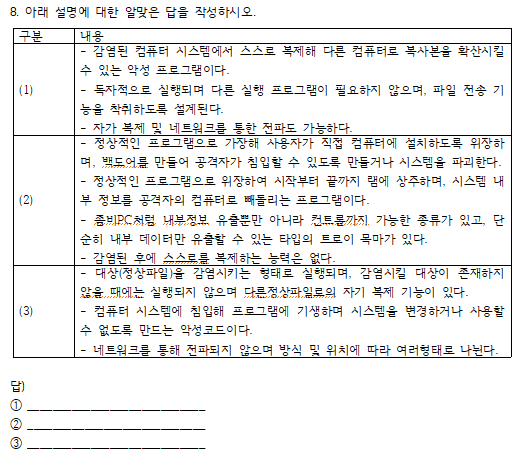 8. 아래 설명에 대한 알맞은 답을 작성하시오.
구분 내용
(1)
- 감염된 컴퓨터 시스템에서 스스로 복제해 다른 컴퓨터로 복사본을 확산시킬
수 있는 악성 프로그램이다.
- 독자적으로 실행되며 다른 실행 프로그램이 필요하지 않으며, 파일 전송 기
능을 착취하도록 설계된다.
- 자가 복제 및 네트워크를 통한 전파도 가능하다.
(2)
- 정상적인 프로그램으로 가장해 사용자가 직접 컴퓨터에 설치하도록 위장하
며, 백도어를 만들어 공격자가 침입할 수 있도록 만들거나 시스템을 파괴한다.
- 정상적인 프로그램으로 위장하여 시작부터 끝까지 램에 상주하며, 시스템 내
부 정보를 공격자의 컴퓨터로 빼돌리는 프로그램이다.
- 좀비PC처럼 내부정보 유출뿐만 아니라 컨트롤까지 가능한 종류가 있고, 단
순히 내부 데이터만 유출할 수 있는 타입의 트로이 목마가 있다.
- 감염된 후에 스스로를 복제하는 능력은 없다.
(3)
- 대상(정상파일)을 감염시키는 형태로 실행되며, 감염시킬 대상이 존재하지
않을 때에는 실행되지 않으며 다른정상파일로의 자기 복제 기능이 있다.
- 컴퓨터 시스템에 침입해 프로그램에 기생하며 시스템을 변경하거나 사용할
수 없도록 만드는 악성코드이다.
- 네트워크를 통해 전파되지 않으며 방식 및 위치에 따라 여러형태로 나뉜다.
답)
① ____________________________
② ____________________________
③ ____________________________